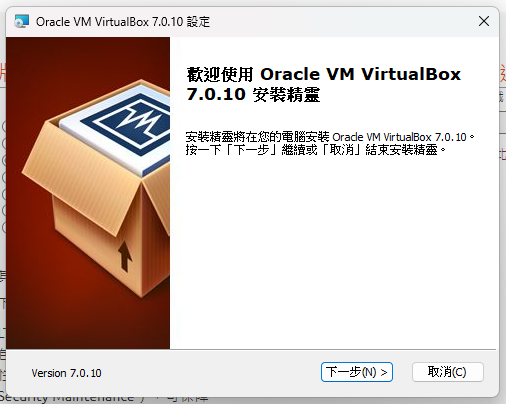 Oracle VM VirtualBox 7.0.10 設定
歡迎使用 Oracle VM VirtualBox
7.0.10 安裝精靈
安裝精靈將在您的電腦安裝 Oracle VM VirtualBox 7.0.10。
按一下「下一步」繼續或「取消」結束安裝精靈。
Version 7.0.10
下一步(N) >
取消(C)
Security Maintenance